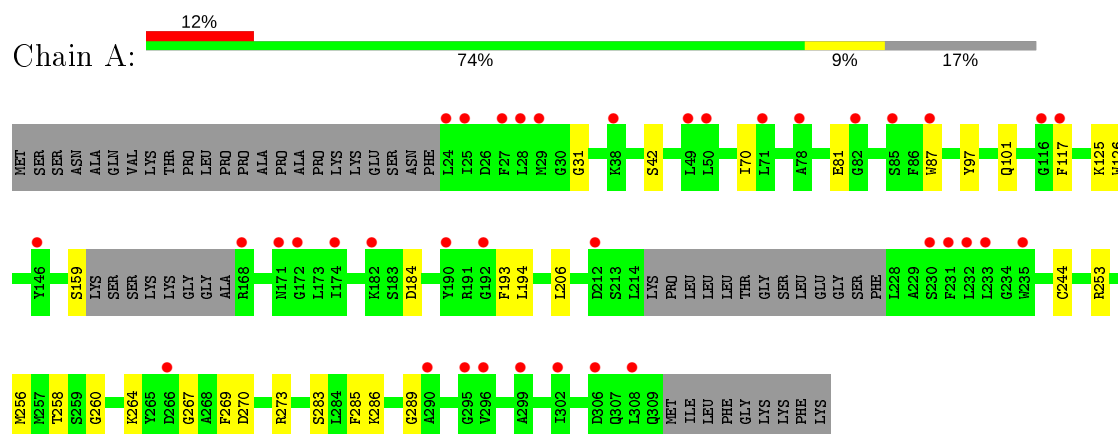 12%
Chain A:
74% 9% 17%
MET SER SER ASN ALA GLN VAL LYS THR PRO LEU PRO PRO ALA PRO ALA PRO LYS LYS GLU SER ASN PHE L24 I25 D26 F27 L28 M29 G30 G31 K38 S42 L49 L50 I70 L71 A78 E81 G82 S85 F86 W87 Y97 Q101 G116 F117 K125 W126
Y146 S159 LYS SER SER LYS LYS GLY GLY ALA R168 N171 G172 L173 I174 K182 S183 D184 Y190 R191 G192 F193 L194 L206 D212 S213 L214 LYS PRO LEU LEU LEU THR GLY SER LEU GLU GLY SER PHE L228 A229 S230 F231 L232 L233 G234 W235 C244 R253
M256 M257 T258 S259 G260 K264 Y265 D266 G267 A268 F269 D270 R273 S283 L284 F285 K286 G289 A290 G295 V296 A299 I302 D306 Q307 L308 Q309 MET ILE LEU PHE GLY LYS LYS PHE LYS